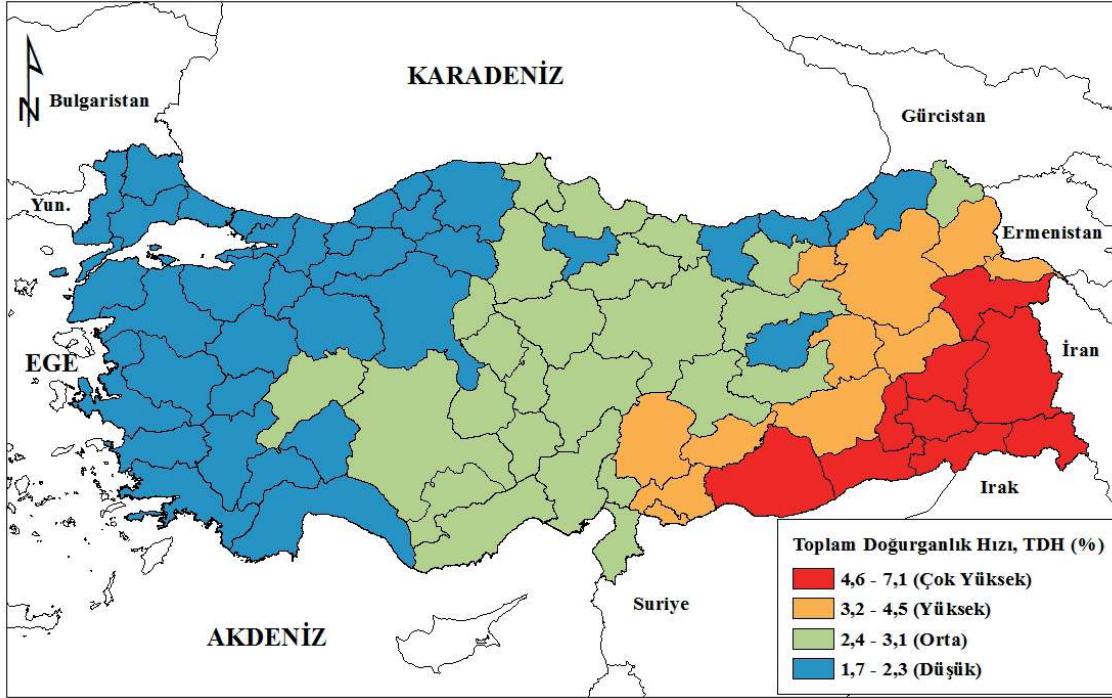 KARADENİZ
Bulgaristan
Gürcistan
N
Yun.
Ermenistan
EGE
İran
Irak
Suriye
AKDENİZ
Toplam Doğurganlık Hızı, TDH (%)
4,6 - 7,1 (Çok Yüksek)
3,2 - 4,5 (Yüksek)
2,4 - 3,1 (Orta)
1,7 - 2,3 (Düşük)